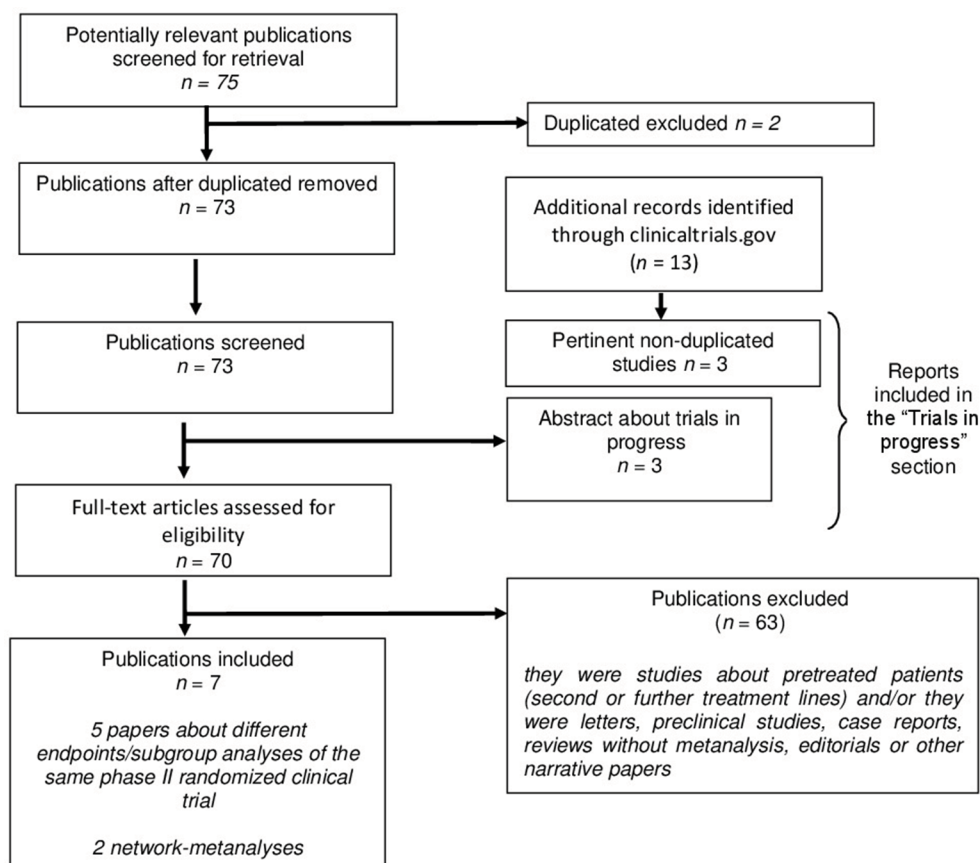 Potentially relevant publications
screened for retrieval
n = 75
Duplicated excluded n = 2
Publications after duplicated removed
n = 73
Additional records identified
through clinicaltrials.gov
(n = 13)
Publications screened
n = 73
Pertinent non-duplicated
studies n = 3
Abstract about trials in
progress
n = 3
Reports
included in
the “Trials in
progress”
section
Full-text articles assessed for
eligibility
n = 70
Publications excluded
(n = 63)
they were studies about pretreated patients
(second or further treatment lines) and/or they
were letters, preclinical studies, case reports,
reviews without metanalysis, editorials or other
narrative papers
Publications included
n = 7
5 papers about different
endpoints/subgroup analyses of the
same phase II randomized clinical
trial
2 network-metanalyses